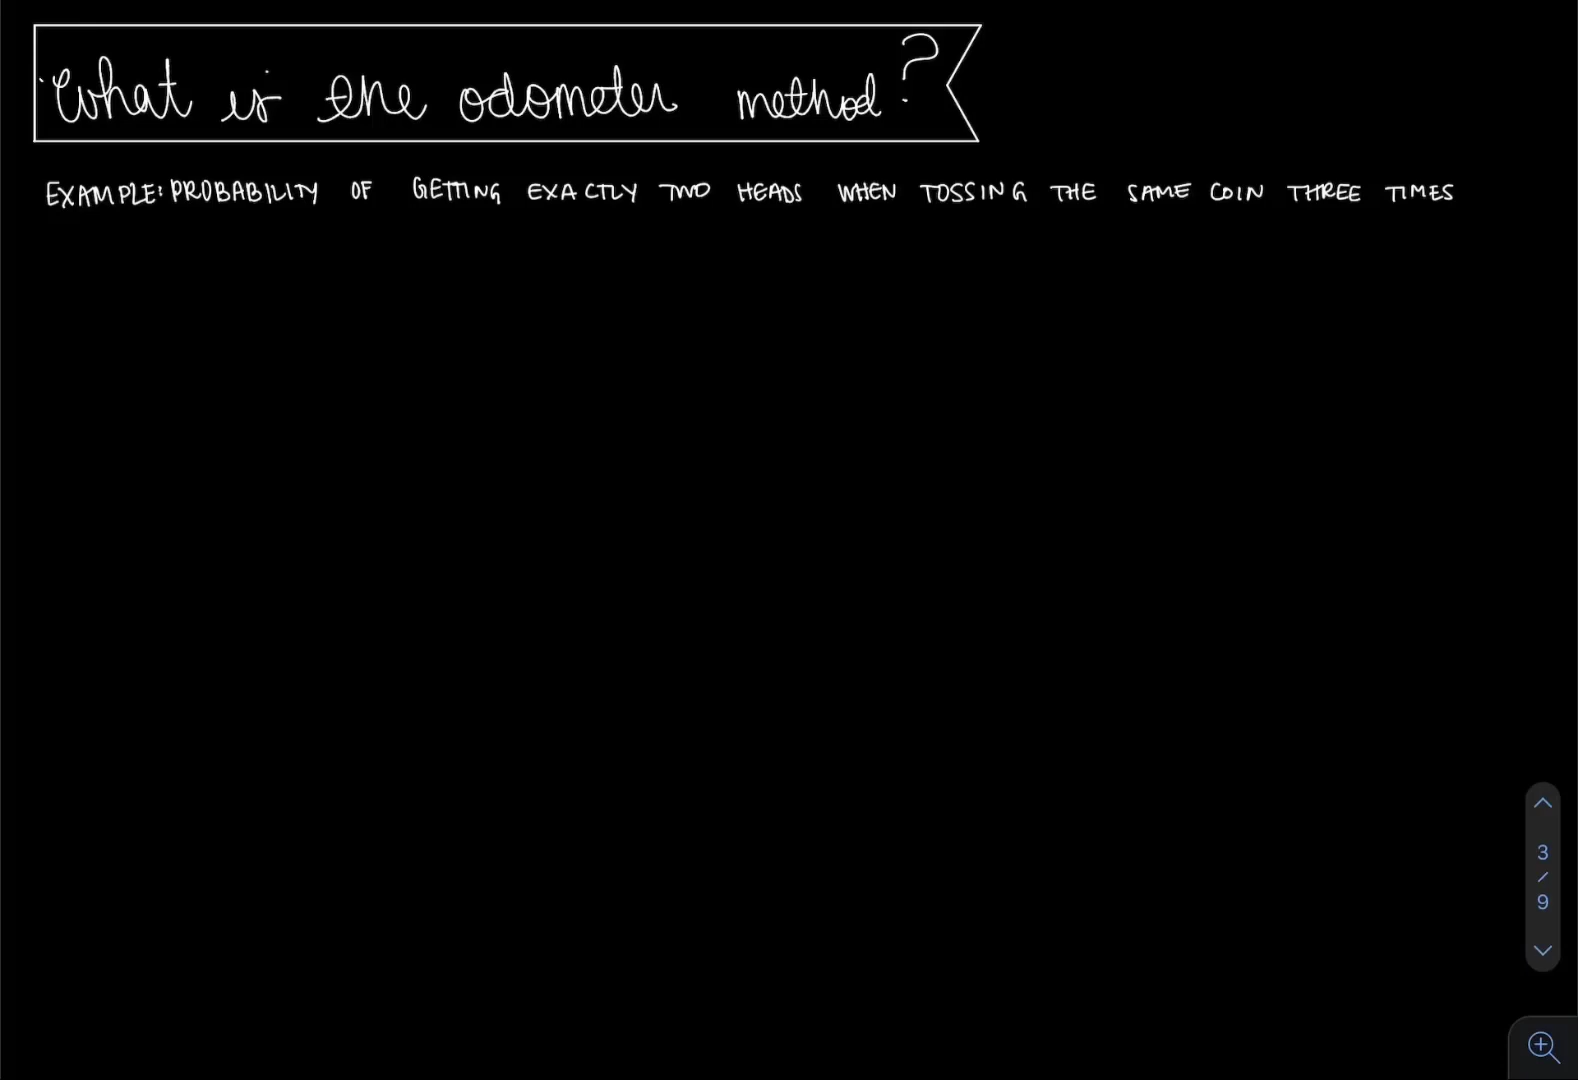 What is the odometer method?
EXAMPLE: PROBABILITY OF GETTING EXACTLY TWO HEADS WHEN TOSSING THE SAME COIN THREE TIMES
3
/
9